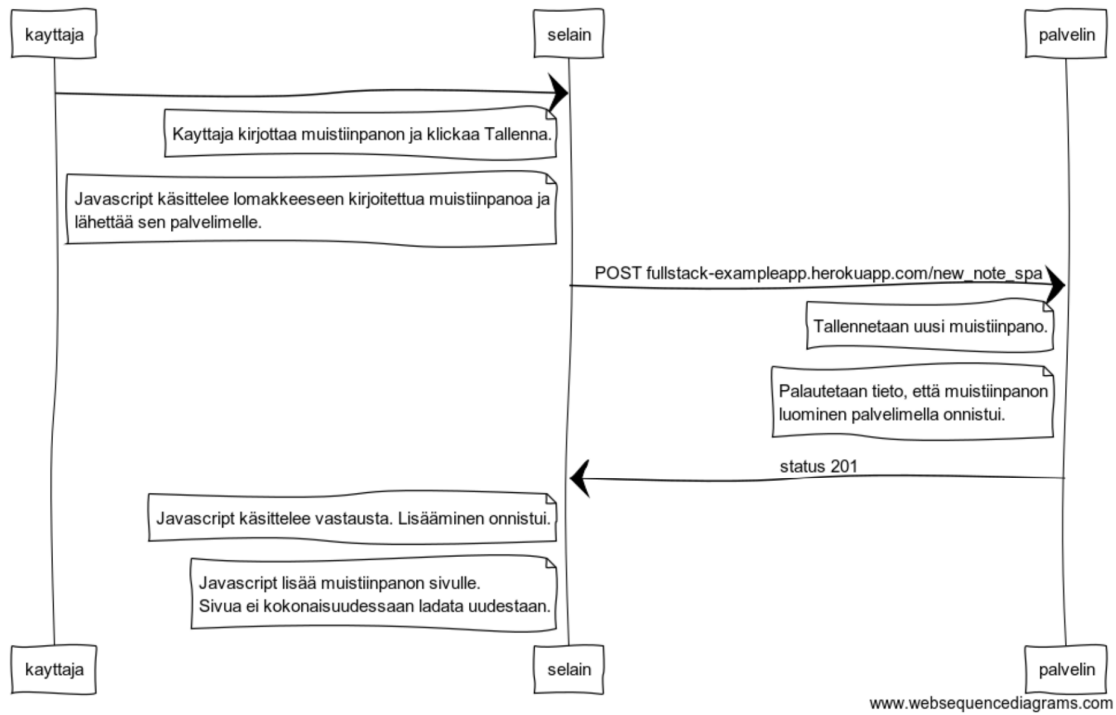 kayttaja
selain
palvelin
Kayttaja kirjottaa muistiinpanon ja klickaa Tallenna.
Javascript käsittelee lomakkeeseen kirjoitettua muistiinpanoa ja
lähettää sen palvelimelle.
POST fullstack-exampleapp.herokuapp.com/new_note_spa
Tallennetaan uusi muistiinpano.
Palautetaan tieto, että muistiinpanon
luominen palvelimella onnistui.
status 201
Javascript käsittelee vastausta. Lisääminen onnistui.
Javascript lisää muistiinpanon sivulle.
Sivua ei kokonaisuudessaan ladata uudestaan.
kayttaja
selain
palvelin
www.websequencediagrams.com